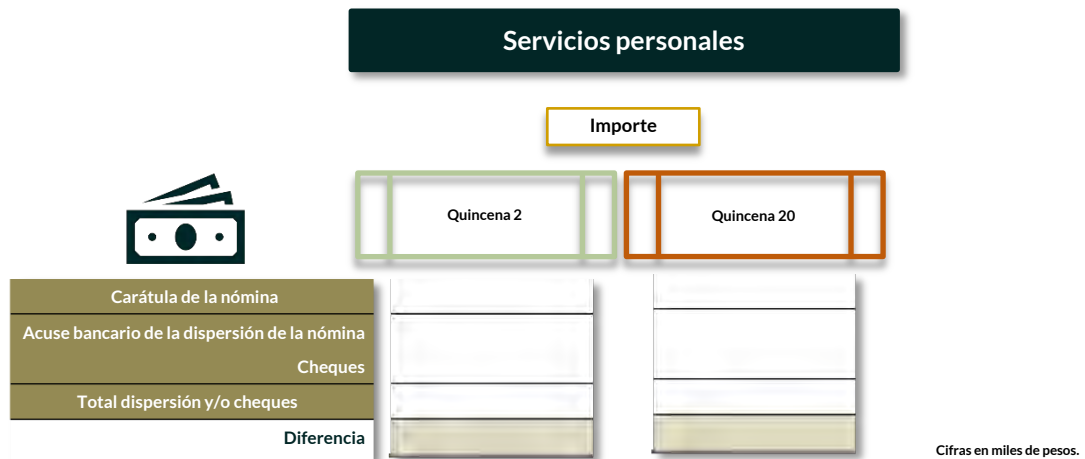 Servicios personales
Importe
Quincena 2
Quincena 20
Carátula de la nómina
Acuse bancario de la dispersión de la nómina
Cheques
Total dispersión y/o cheques
Diferencia
Cifras en miles de pesos.